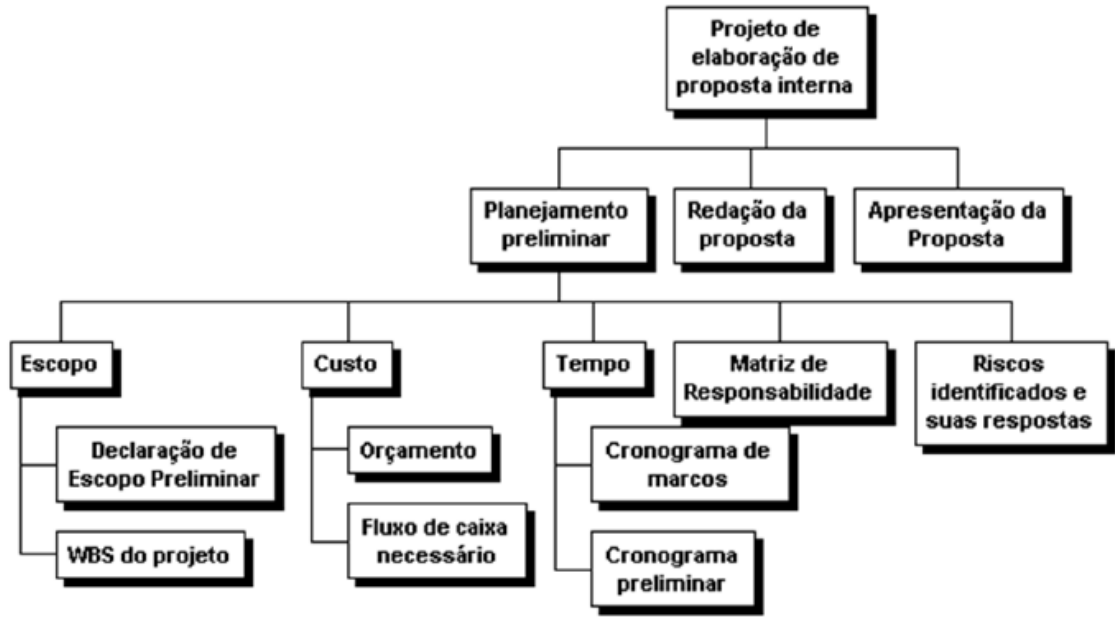 Projeto de
elaboração de
proposta interna
Planejamento
preliminar
Redação da
proposta
Apresentação da
Proposta
Escopo
Custo
Tempo
Matriz de
Responsabilidade
Riscos
identificados e
suas respostas
Declaração de
Escopo Preliminar
WBS do projeto
Orçamento
Fluxo de caixa
necessário
Cronograma de
marcos
Cronograma
preliminar